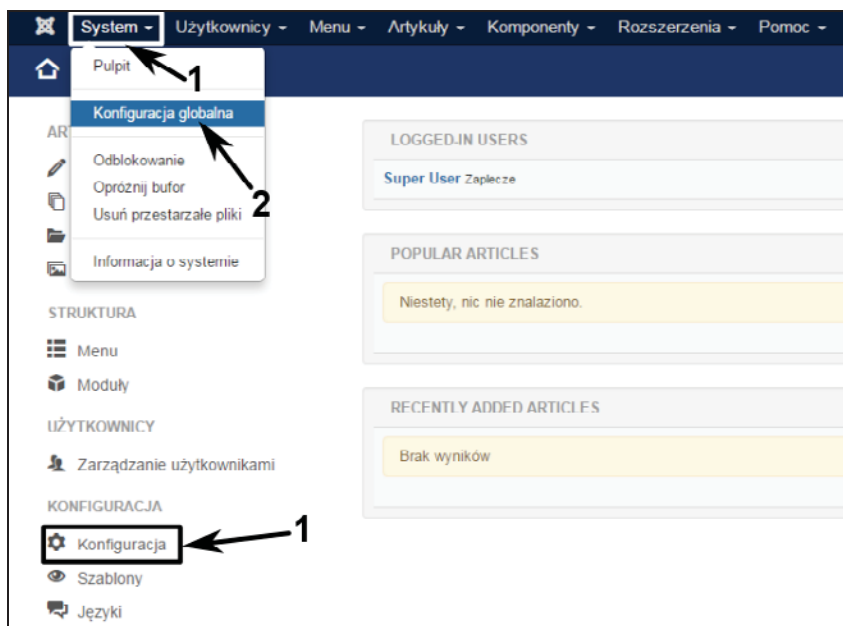 System Użytkownicy Menu Artykuły Komponenty Rozszerzenia Pomoc
Pulpit
1
Konfiguracja globalna
Odblokowanie
Opróżnij bufor
2
Usuń przestarzałe pliki
Informacja o systemie
AR
STRUKTURA
Menu
Moduły
UŻYTKOWNICY
Zarządzanie użytkownikami
KONFIGURACJA
Konfiguracja
1
Szablony
Języki
LOGGED-IN USERS
Super User Zaplecze
POPULAR ARTICLES
Niestety, nic nie znalaziono.
RECENTLY ADDED ARTICLES
Brak wyników